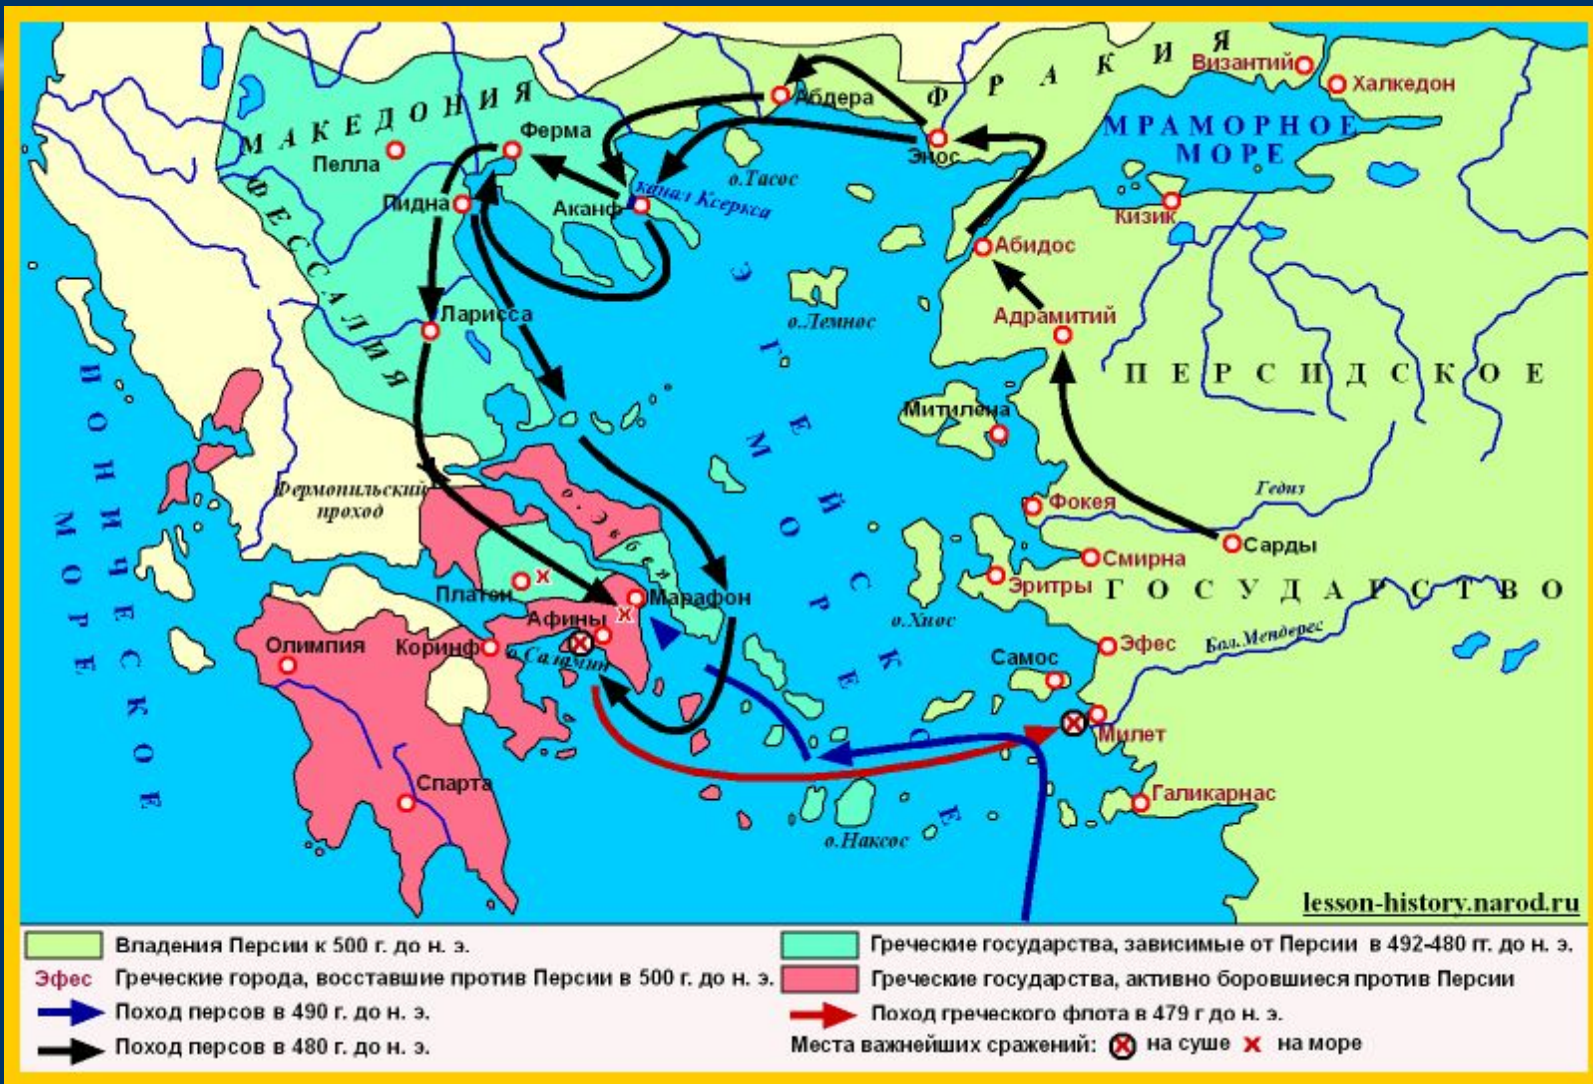 МАКЕДОНИЯ
ФРАКИЯ
Византий
Халкедон
Абдера
МРАМОРНОЕ
МОРЕ
Ферма
Пелла
Энос
о.Тасос
канал Ксеркса
Пидна
Аканф
Кизик
Абидос
ФЕССАЛИЯ
Ларисса
о.Лемнос
Адрамитий
ЭГЕЙСКОЕ
МОРЕ
ПЕРСИДСКОЕ
ГОСУДАРСТВО
ИОНИЧЕСКОЕ
МОРЕ
Митилена
Фермопильский
проход
о.Эвбея
Фокея
Гедиз
Сарды
Смирна
Эритры
Платеи
Марафон
Афины
о.Хиос
Олимпия
Коринф
о.Саламин
Эфес
Бол.Мендерес
Самос
Милет
Спарта
Галикарнас
о.Наксос
lesson-history.narod.ru
Владения Персии к 500 г. до н. э.
Эфес Греческие города, восставшие против Персии в 500 г. до н. э.
Поход персов в 490 г. до н. э.
Поход персов в 480 г. до н. э.
Греческие государства, зависимые от Персии в 492-480 гг. до н. э.
Греческие государства, активно боровшиеся против Персии
Поход греческого флота в 479 г до н. э.
Места важнейших сражений: на суше на море